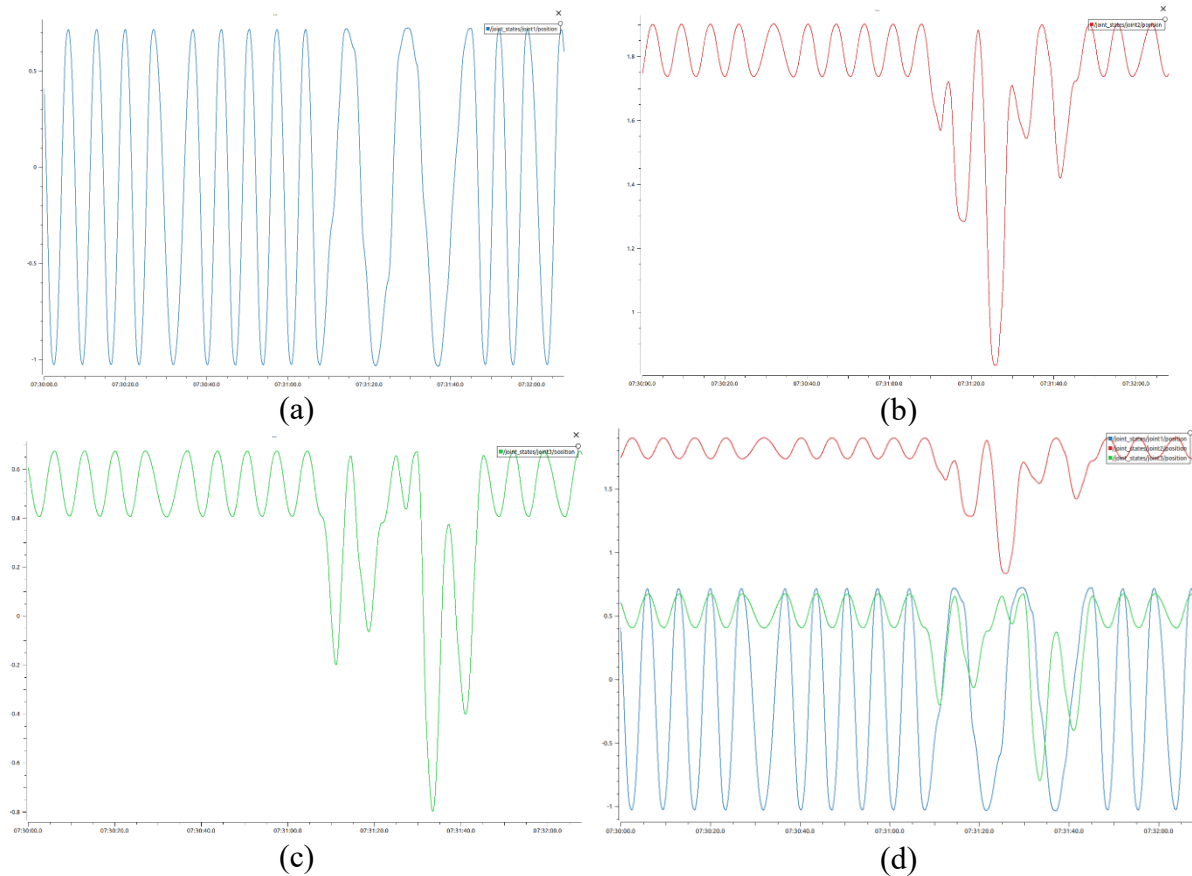 /joint_states/joint1/position
0.5
0
-0.5
-1
07:30:00.0 07:30:20.0 07:30:40.0 07:31:00.0 07:31:20.0 07:31:40.0 07:32:00.0
(a)
/joint_states/joint2/position
1.8
1.6
1.4
1.2
1
07:30:00.0 07:30:20.0 07:30:40.0 07:31:00.0 07:31:20.0 07:31:40.0 07:32:00.0
(b)
/joint_states/joint3/position
0.6
0.4
0.2
0
-0.2
-0.4
-0.6
-0.8
07:30:00.0 07:30:20.0 07:30:40.0 07:31:00.0 07:31:20.0 07:31:40.0 07:32:00.0
(c)
/joint_states/joint1/position
/joint_states/joint2/position
/joint_states/joint3/position
1.5
1
0.5
0
-0.5
-1
07:30:00.0 07:30:20.0 07:30:40.0 07:31:00.0 07:31:20.0 07:31:40.0 07:32:00.0
(d)